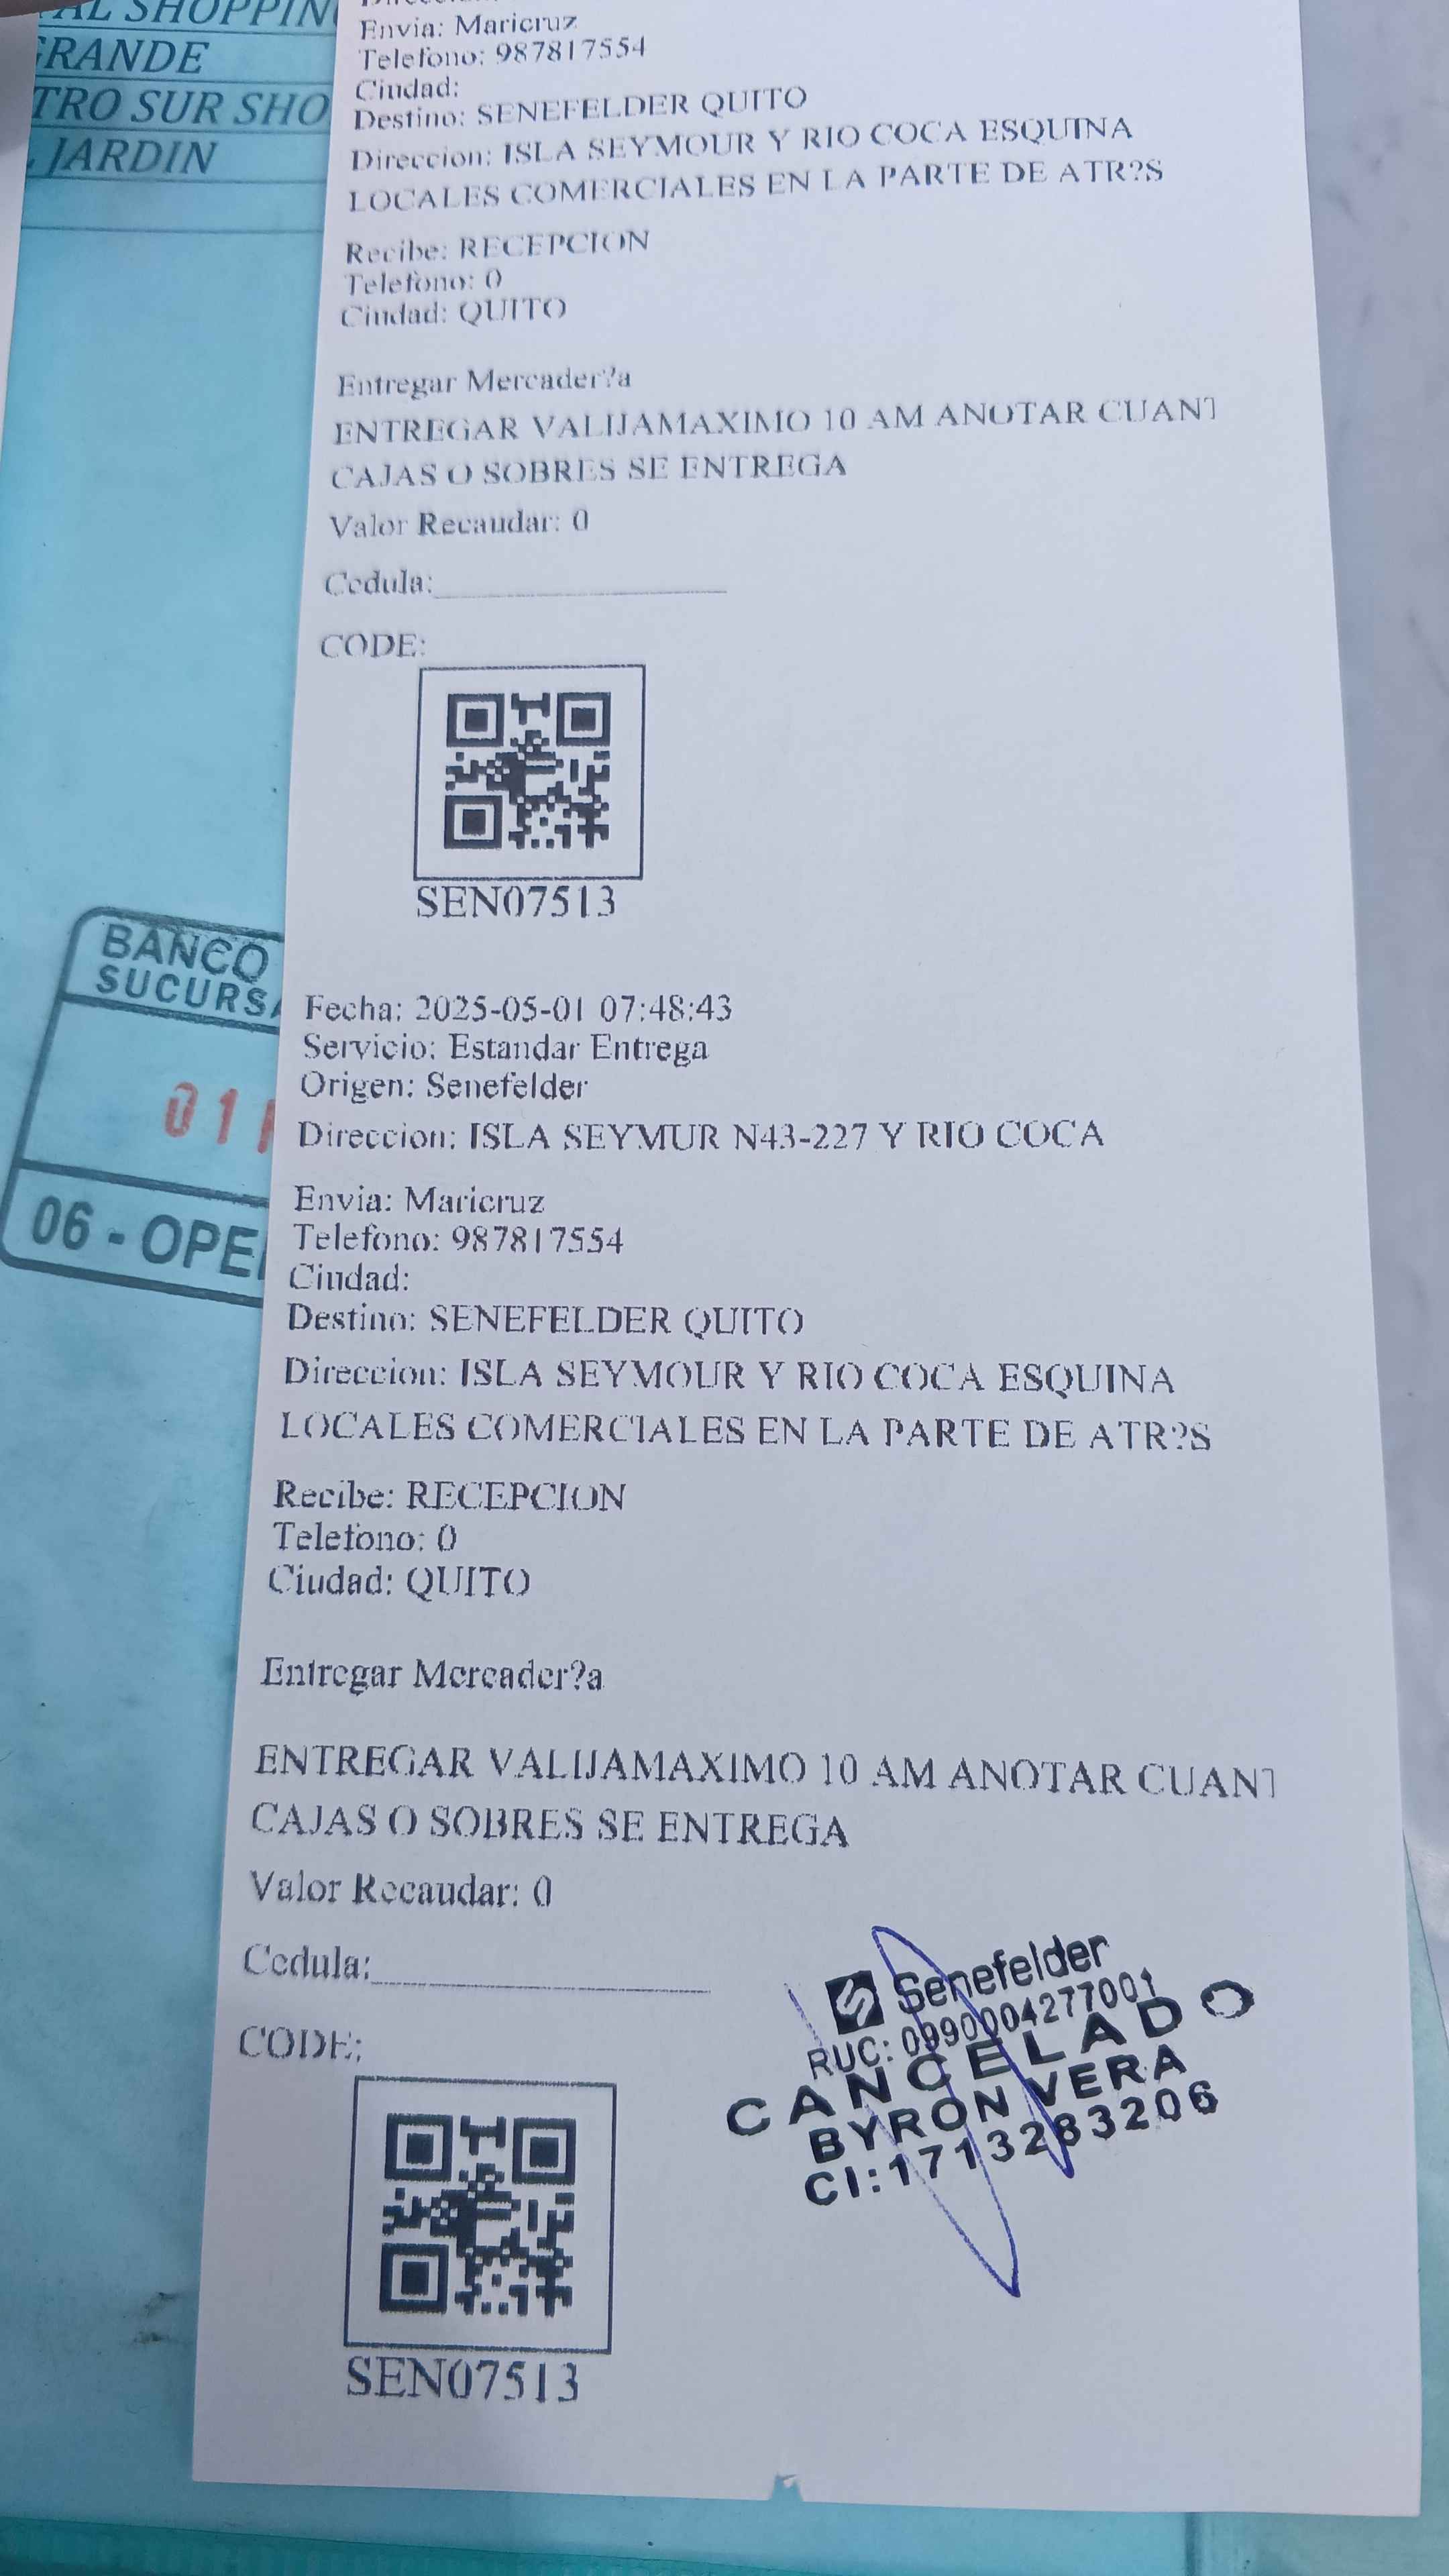 AL SHOPPIN
GRANDE
TRO SUR SHO
JARDIN
Envia: Maricruz
Telefono: 987817554
Ciudad:
Destino: SENEFELDER QUITO
Direccion: ISLA SEYMOUR Y RIO COCA ESQUINA
LOCALES COMERCIALES EN LA PARTE DE ATR?S
Recibe: RECEPCION
Telefono: 0
Ciudad: QUITO
Entregar Mercader?a
ENTREGAR VALIJAMAXIMO 10 AM ANOTAR CUANT
CAJAS O SOBRES SE ENTREGA
Valor Recaudar: 0
Cedula:
CODE:
SEN07513
BANCO
SUCURSA
01
06 - OPE
Fecha: 2025-05-01 07:48:43
Servicio: Estandar Entrega
Origen: Senefelder
Direccion: ISLA SEYMUR N43-227 Y RIO COCA
Envia: Maricruz
Telefono: 987817554
Ciudad:
Destino: SENEFELDER QUITO
Direccion: ISLA SEYMOUR Y RIO COCA ESQUINA
LOCALES COMERCIALES EN LA PARTE DE ATR?S
Recibe: RECEPCION
Telefono: 0
Ciudad: QUITO
Entregar Mercader?a
ENTREGAR VALIJAMAXIMO 10 AM ANOTAR CUANT
CAJAS O SOBRES SE ENTREGA
Valor Recaudar: 0
Cedula:
CODE:
SEN07513
Senefelder
RUC: 0990004277001
CANCELADO
BYRON VERA
CI:1713283206